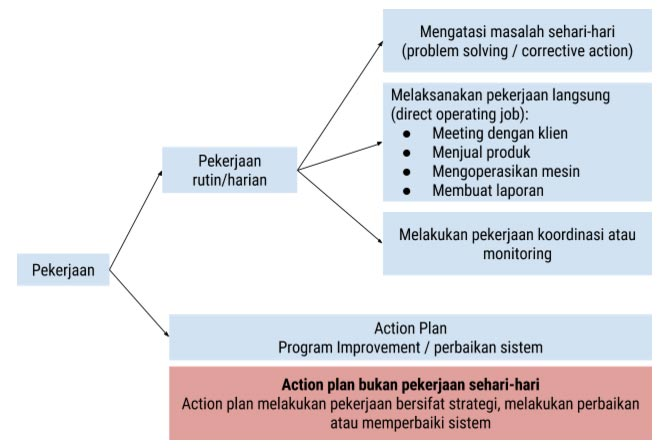 Mengatasi masalah sehari-hari
(problem solving / corrective action)
Melaksanakan pekerjaan langsung
(direct operating job):
● Meeting dengan klien
● Menjual produk
● Mengoperasikan mesin
● Membuat laporan
Pekerjaan
rutin/harian
Melakukan pekerjaan koordinasi atau
monitoring
Pekerjaan
Action Plan
Program Improvement / perbaikan sistem
Action plan bukan pekerjaan sehari-hari
Action plan melakukan pekerjaan bersifat strategi, melakukan perbaikan
atau memperbaiki sistem